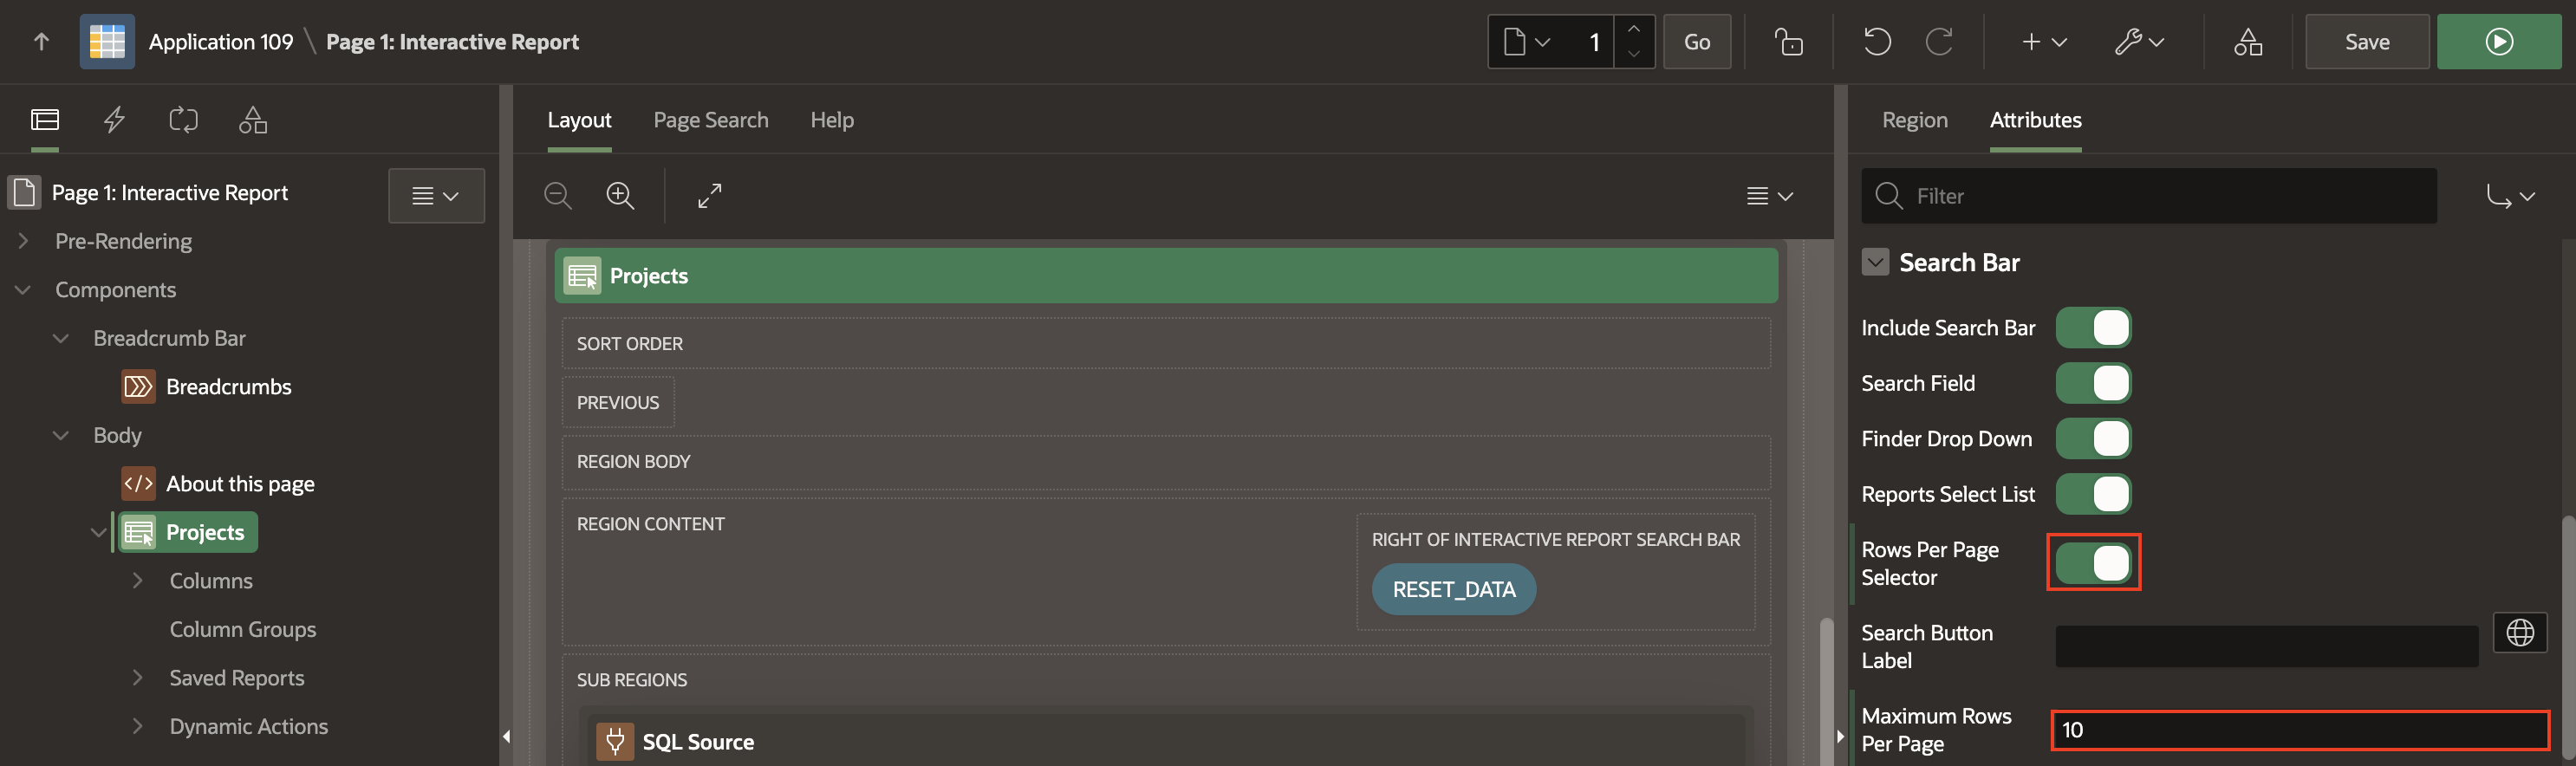 Application 109 \ Page 1: Interactive Report
1
Go
Save
Layout
Page Search
Help
Region
Attributes
Page 1: Interactive Report
Pre-Rendering
Components
Breadcrumb Bar
Breadcrumbs
Body
About this page
Projects
Columns
Column Groups
Saved Reports
Dynamic Actions
Projects
SORT ORDER
PREVIOUS
REGION BODY
REGION CONTENT
RIGHT OF INTERACTIVE REPORT SEARCH BAR
RESET_DATA
SUB REGIONS
SQL Source
Filter
Search Bar
Include Search Bar
Search Field
Finder Drop Down
Reports Select List
Rows Per Page
Selector
Search Button
Label
Maximum Rows
Per Page
10